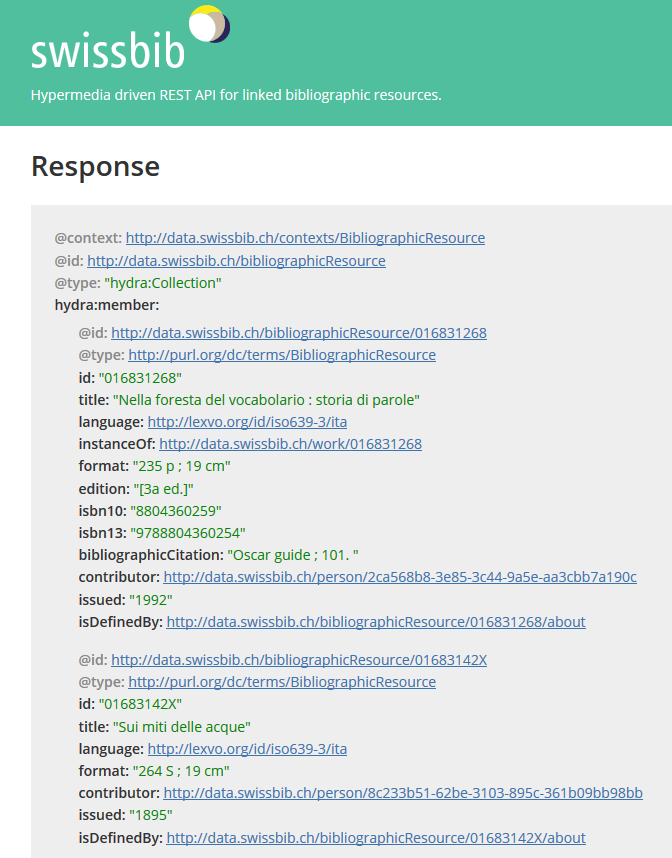 swissbib
Hypermedia driven REST API for linked bibliographic resources.
Response
@context: http://data.swissbib.ch/contexts/BibliographicResource
@id: http://data.swissbib.ch/bibliographicResource
@type: "hydra:Collection"
hydra:member:
@id: http://data.swissbib.ch/bibliographicResource/016831268
@type: http://purl.org/dc/terms/BibliographicResource
id: "016831268"
title: "Nella foresta del vocabolario : storia di parole"
language: http://lexvo.org/id/iso639-3/ita
instanceOf: http://data.swissbib.ch/work/016831268
format: "235 p ; 19 cm"
edition: "[3a ed.]"
isbn10: "8804360259"
isbn13: "9788804360254"
bibliographicCitation: "Oscar guide ; 101. "
contributor: http://data.swissbib.ch/person/2ca568b8-3e85-3c44-9a5e-aa3cbb7a190c
issued: "1992"
isDefinedBy: http://data.swissbib.ch/bibliographicResource/016831268/about
@id: http://data.swissbib.ch/bibliographicResource/01683142X
@type: http://purl.org/dc/terms/BibliographicResource
id: "01683142X"
title: "Sui miti delle acque"
language: http://lexvo.org/id/iso639-3/ita
format: "264 S ; 19 cm"
contributor: http://data.swissbib.ch/person/8c233b51-62be-3103-895c-361b09bb98bb
issued: "1895"
isDefinedBy: http://data.swissbib.ch/bibliographicResource/01683142X/about